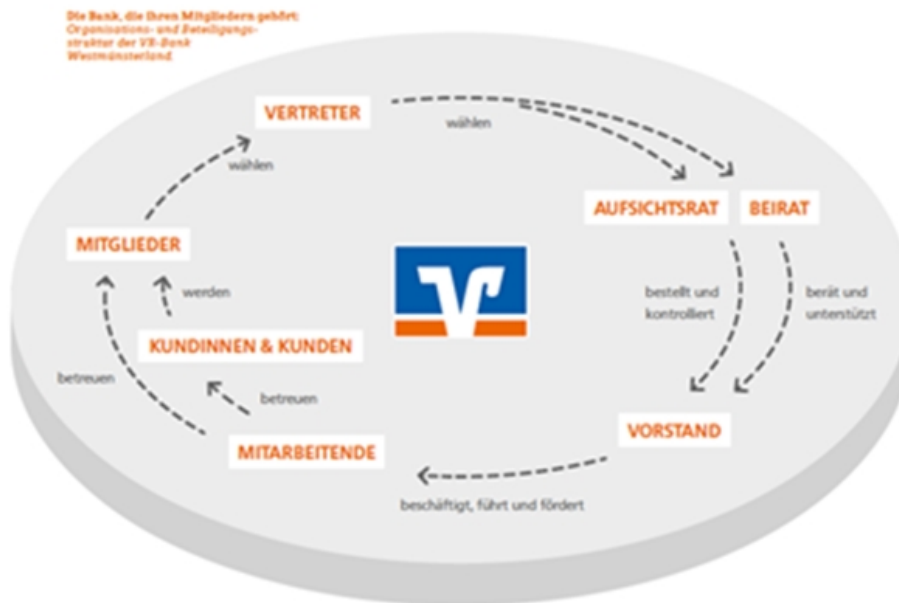 Die Bank, die ihren Mitgliedern gehört:
Organisations- und Beteiligungs-
struktur der VR-Bank
Westmünsterland.
VERTRETER
wählen
wählen
AUFSICHTSRAT
BEIRAT
MITGLIEDER
werden
bestellt und
kontrolliert
berät und
unterstützt
KUNDINNEN & KUNDEN
betreuen
betreuen
VORSTAND
MITARBEITENDE
beschäftigt, führt und fördert